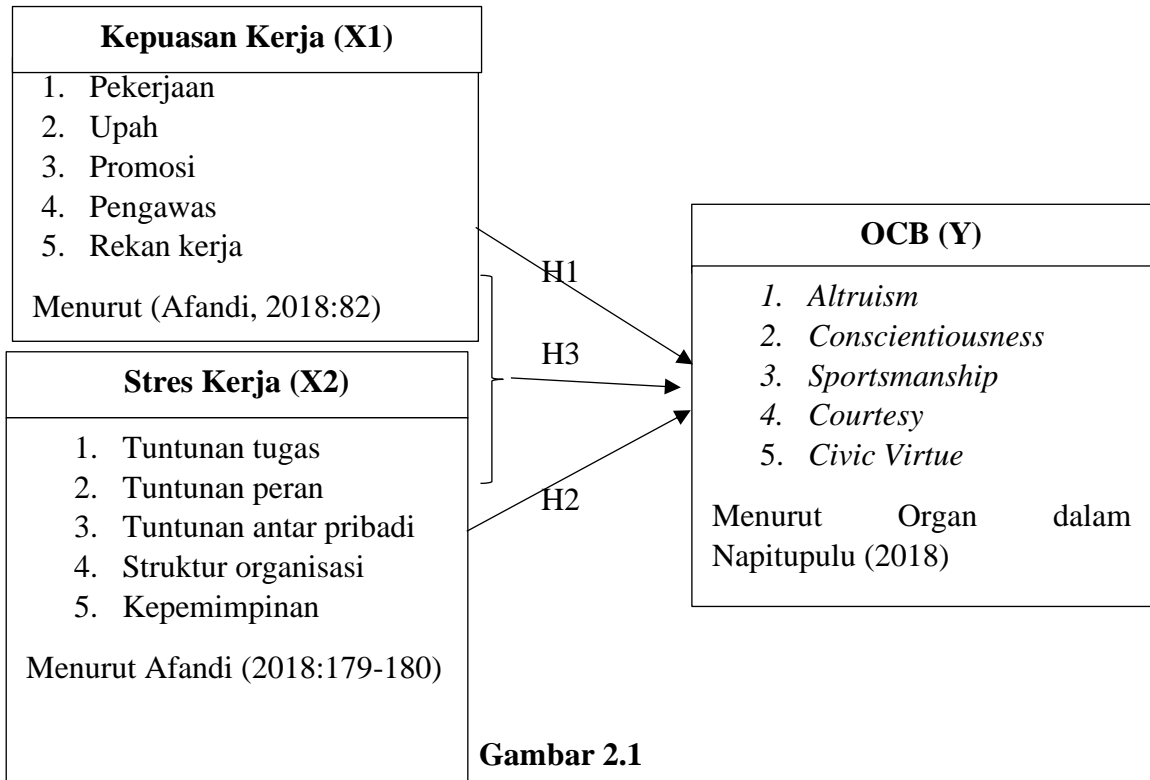 Kepuasan Kerja (X1)
1. Pekerjaan
2. Upah
3. Promosi
4. Pengawas
5. Rekan kerja
Menurut (Afandi, 2018:82)
Stres Kerja (X2)
1. Tuntunan tugas
2. Tuntunan peran
3. Tuntunan antar pribadi
4. Struktur organisasi
5. Kepemimpinan
Menurut Afandi (2018:179-180)
H1
H3
H2
OCB (Y)
1. Altruism
2. Conscientiousness
3. Sportsmanship
4. Courtesy
5. Civic Virtue
Menurut Organ dalam
Napitupulu (2018)
Gambar 2.1